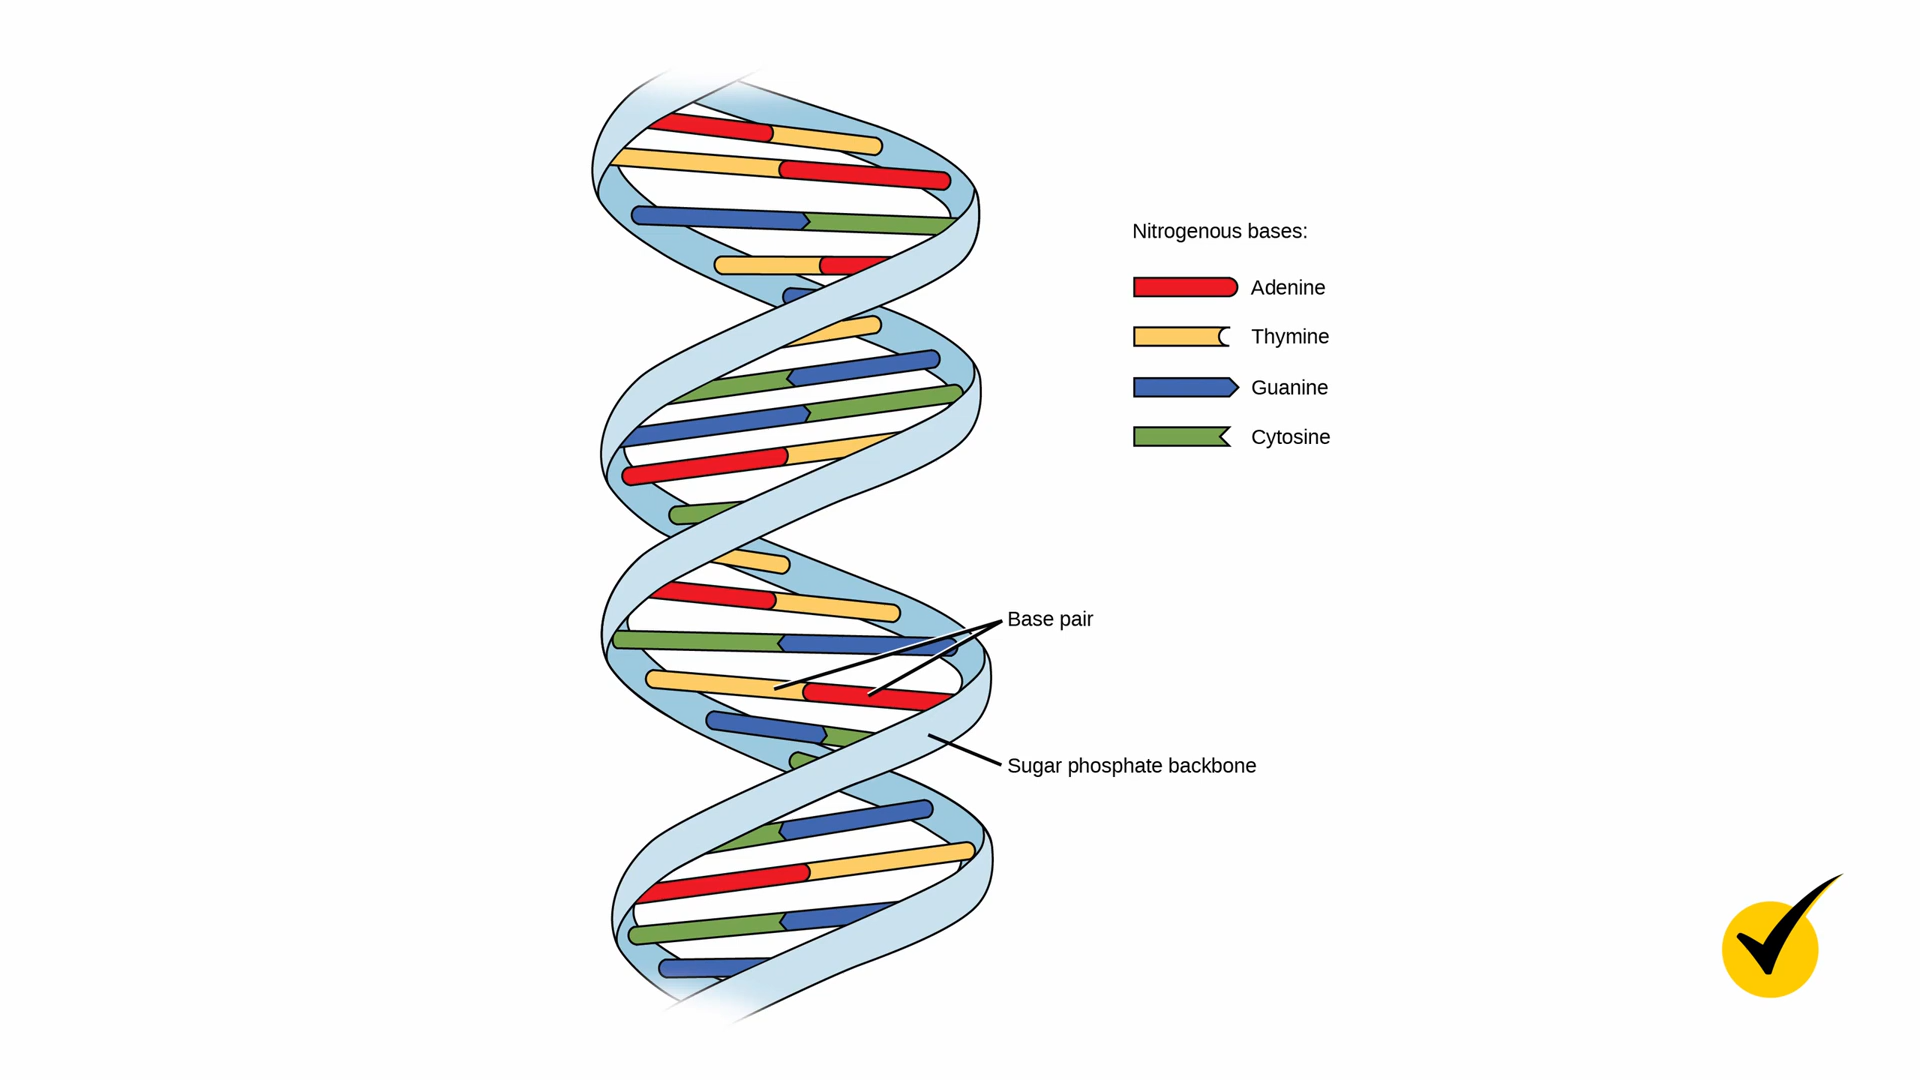 Nitrogenous bases:
Adenine
Thymine
Guanine
Cytosine
Base pair
Sugar phosphate backbone